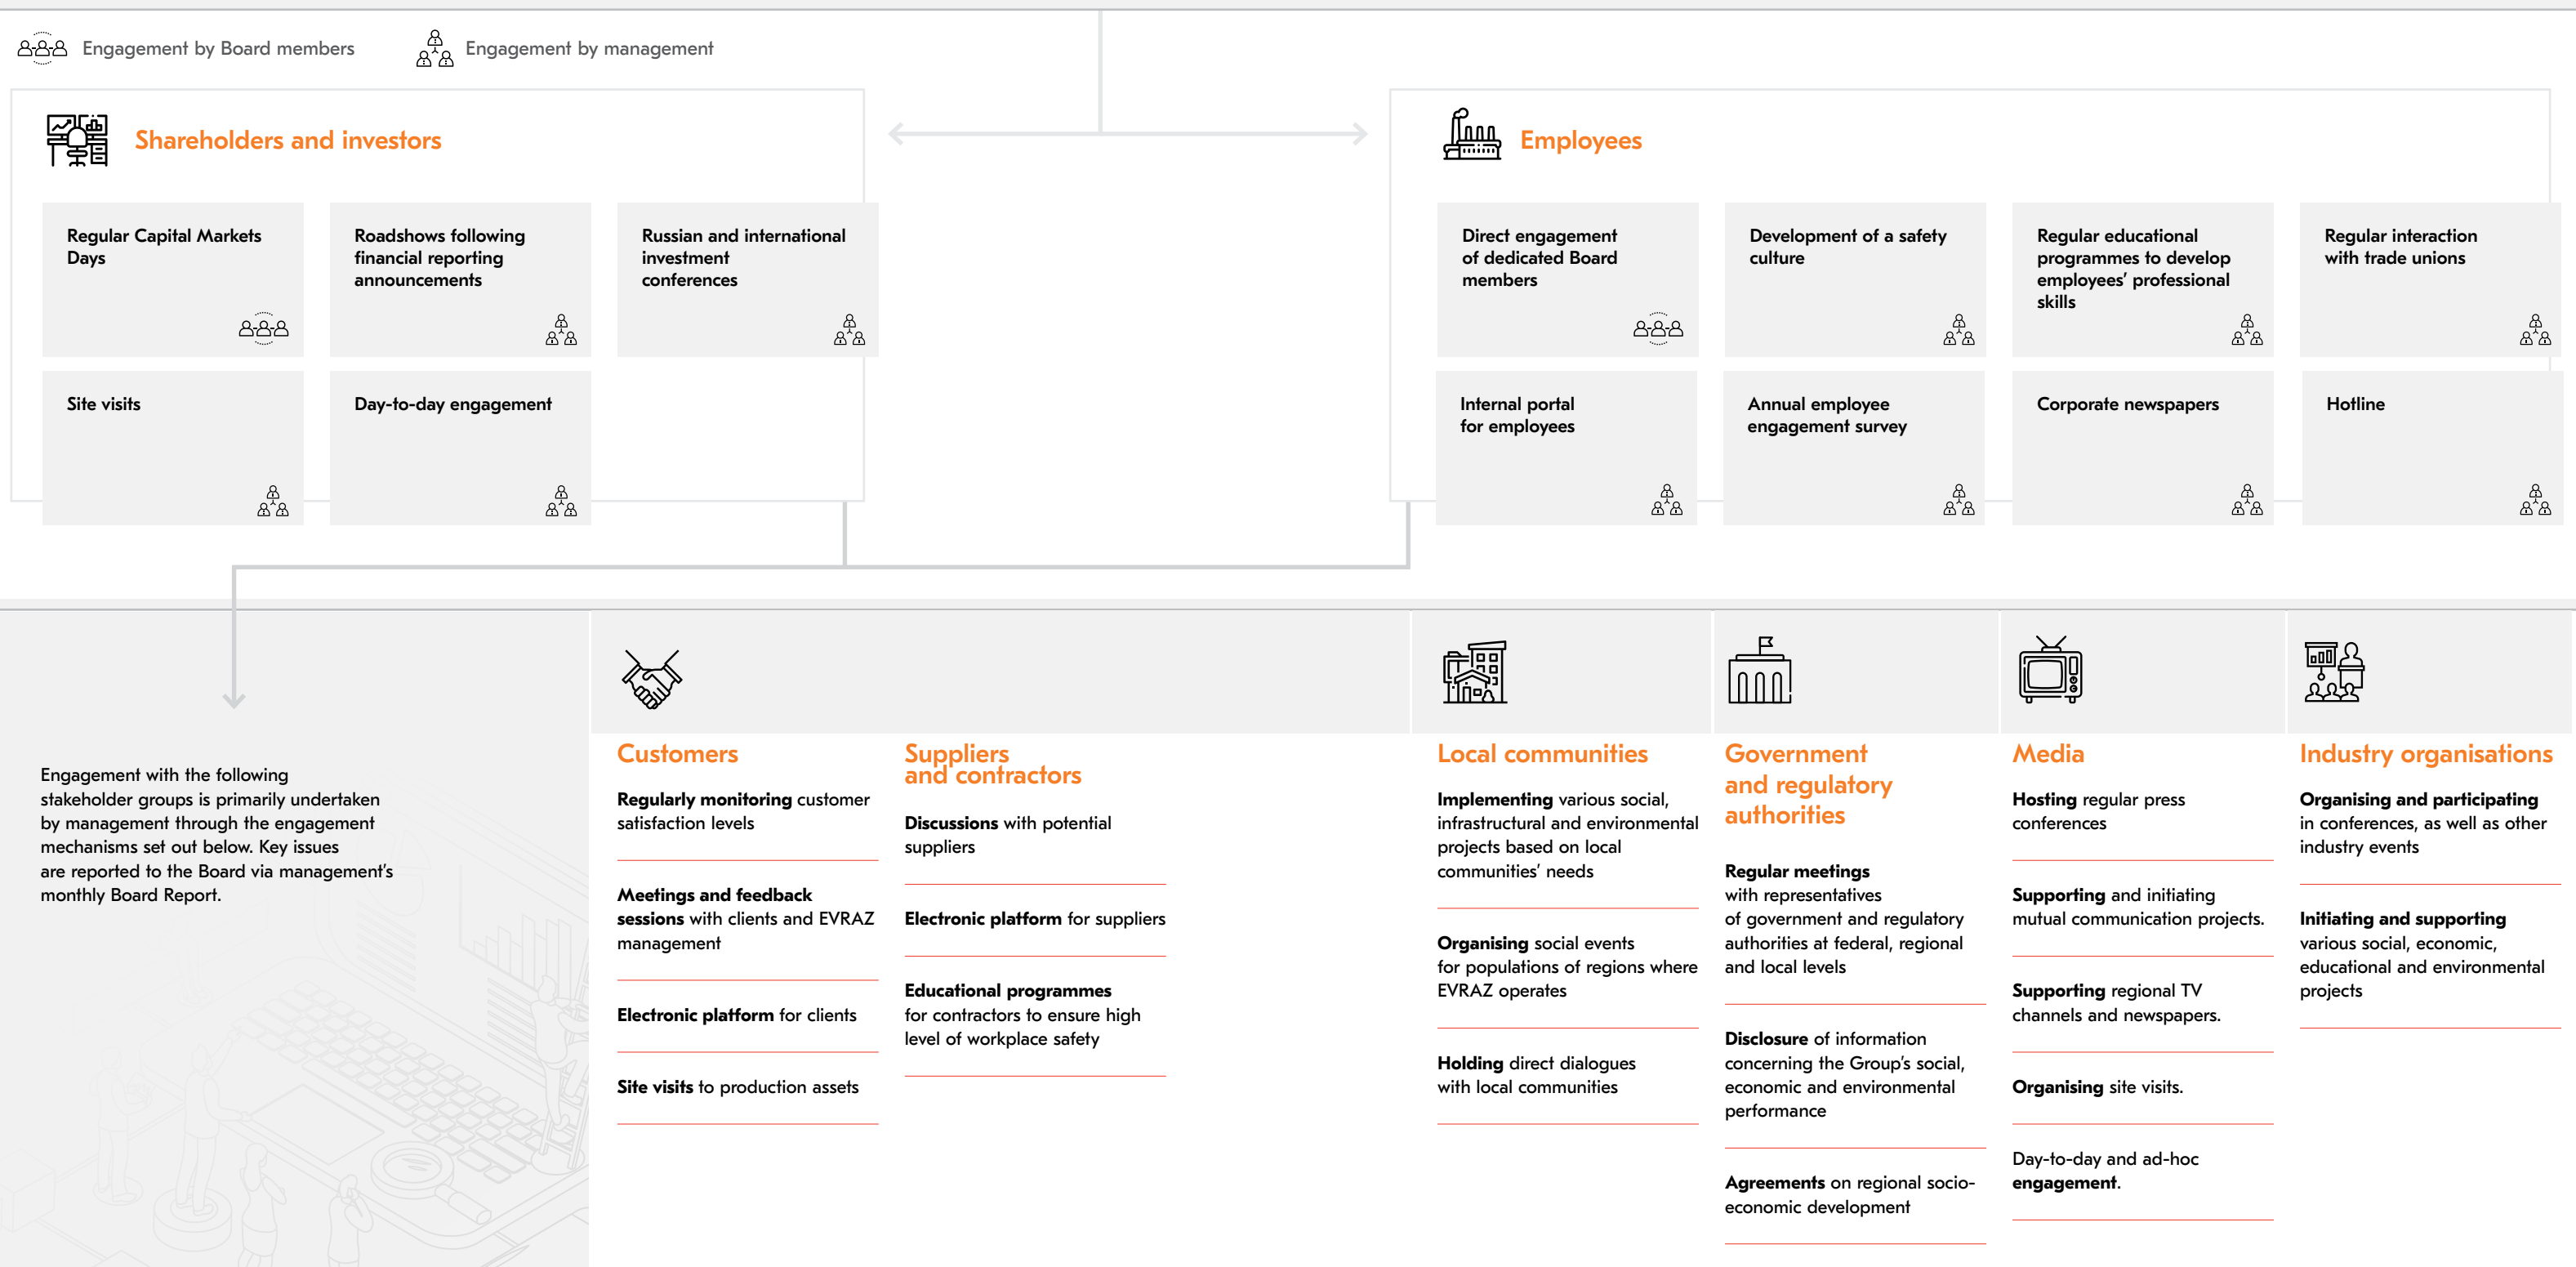 Engagement by Board members
Engagement by management
Shareholders and investors
Regular Capital Markets
Days
Roadshows following
financial reporting
announcements
Russian and international
investment
conferences
Site visits
Day-to-day engagement
Employees
Direct engagement
of dedicated Board
members
Development of a safety
culture
Regular educational
programmes to develop
employees’ professional
skills
Regular interaction
with trade unions
Internal portal
for employees
Annual employee
engagement survey
Corporate newspapers
Hotline
Engagement with the following
stakeholder groups is primarily undertaken
by management through the engagement
mechanisms set out below. Key issues
are reported to the Board via management’s
monthly Board Report.
Customers
Regularly monitoring customer
satisfaction levels
Meetings and feedback
sessions with clients and EVRAZ
management
Electronic platform for clients
Site visits to production assets
Suppliers
and contractors
Discussions with potential
suppliers
Electronic platform for suppliers
Educational programmes
for contractors to ensure high
level of workplace safety
Local communities
Implementing various social,
infrastructural and environmental
projects based on local
communities’ needs
Organising social events
for populations of regions where
EVRAZ operates
Holding direct dialogues
with local communities
Government
and regulatory
authorities
Regular meetings
with representatives
of government and regulatory
authorities at federal, regional
and local levels
Disclosure of information
concerning the Group’s social,
economic and environmental
performance
Agreements on regional socio-
economic development
Media
Hosting regular press
conferences
Supporting and initiating
mutual communication projects.
Supporting regional TV
channels and newspapers.
Organising site visits.
Day-to-day and ad-hoc
engagement.
Industry organisations
Organising and participating
in conferences, as well as other
industry events
Initiating and supporting
various social, economic,
educational and environmental
projects